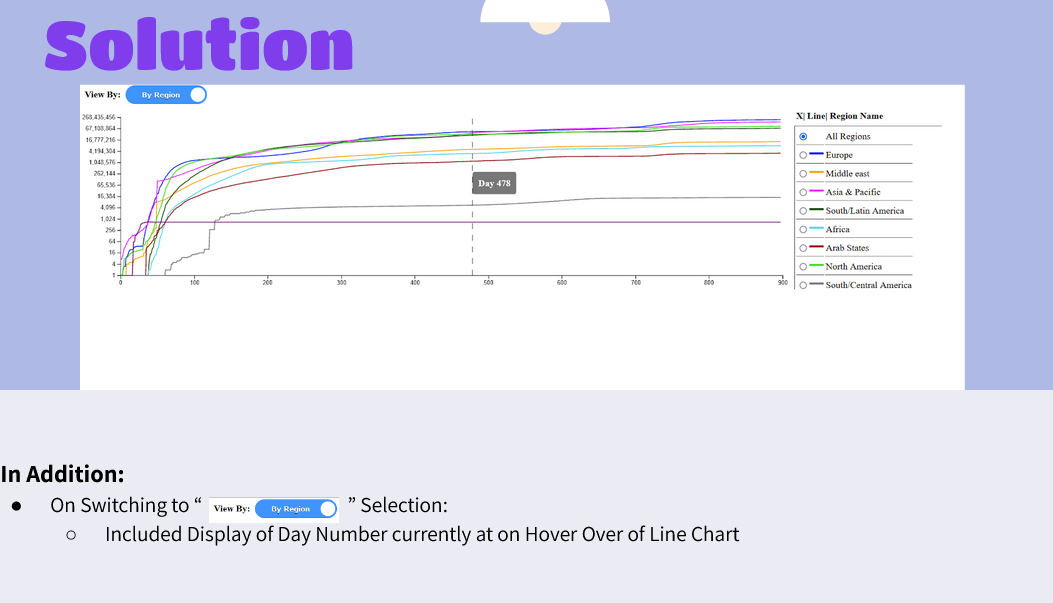 Solution
View By: By Region
268,435,456
67,108,864
16,777,216
4,194,304
1,048,576
262,144
65,536
16,384
4,096
1,024
256
64
16
4
1
0 100 200 300 400 500 600 700 800 900
Day 478
X| Line| Region Name
All Regions
Europe
Middle east
Asia & Pacific
South/Latin America
Africa
Arab States
North America
South/Central America
In Addition:
● On Switching to “ View By: By Region ” Selection:
○ Included Display of Day Number currently at on Hover Over of Line Chart